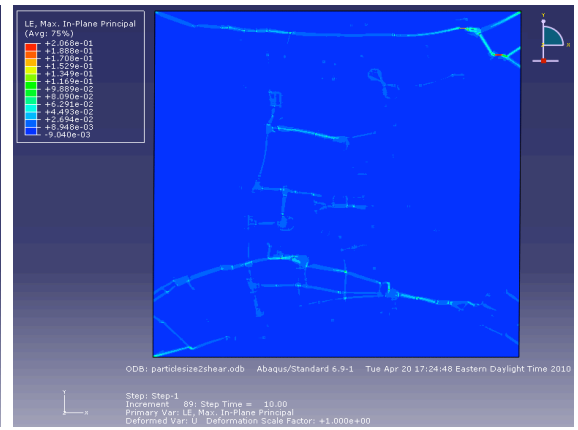 LE, Max. In-Plane Principal
(Avg: 75%)
+2.068e-01
+1.888e-01
+1.708e-01
+1.529e-01
+1.349e-01
+1.169e-01
+9.889e-02
+8.090e-02
+6.291e-02
+4.493e-02
+2.694e-02
+8.948e-03
-9.040e-03
Y
Z
X
ODB: particlesize2shear.odb Abaqus/Standard 6.9-1 Tue Apr 20 17:24:48 Eastern Daylight Time 2010
Y
X
Step: Step-1
Increment 89: Step Time = 10.00
Primary Var: LE, Max. In-Plane Principal
Deformed Var: U Deformation Scale Factor: +1.000e+00